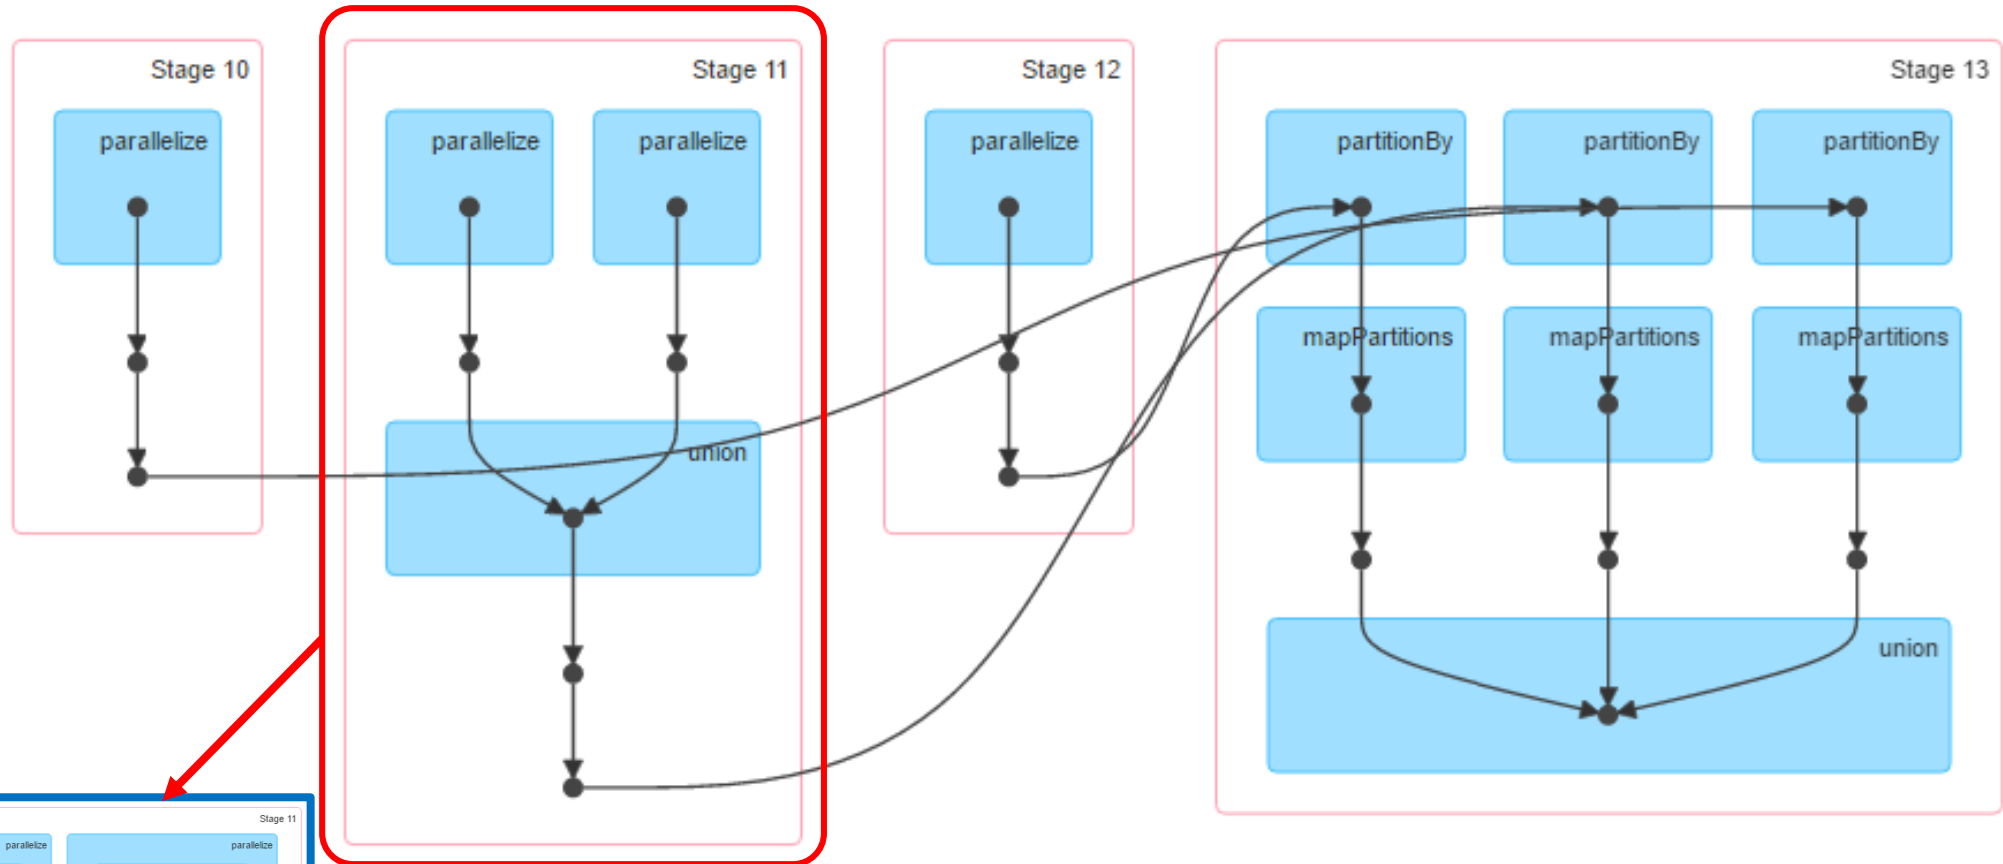 Stage 10
parallelize
Stage 11
parallelize
parallelize
union
Stage 12
parallelize
Stage 13
partitionBy
partitionBy
partitionBy
mapPartitions
mapPartitions
mapPartitions
union
Stage 11
parallelize
parallelize